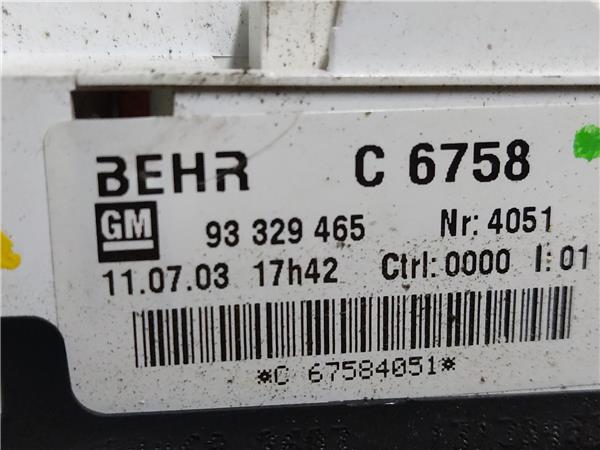 BEHR C 6758
GM 93 329 465 Nr: 4051
11.07.03 17h42 Ctrl: 0000 I: 01
*C 67584051*